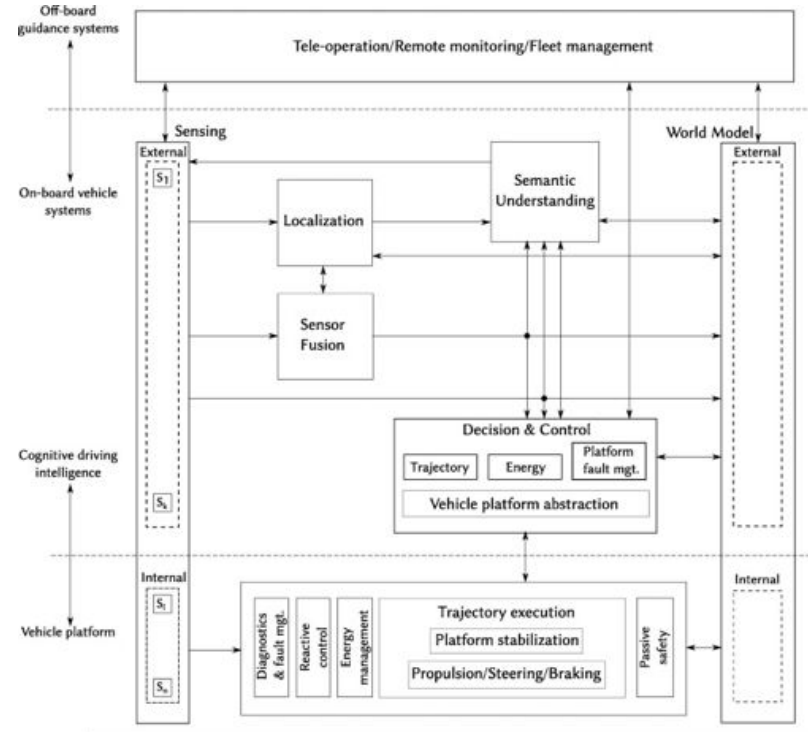 Off-board
guidance systems
Tele-operation/Remote monitoring/Fleet management
Sensing
World Model
External
External
S1
On-board vehicle
systems
Semantic
Understanding
Localization
Sensor
Fusion
Decision & Control
Trajectory
Energy
Platform
fault mgt.
Vehicle platform abstraction
Cognitive driving
intelligence
Sk
Internal
Internal
Sl
Vehicle platform
Diagnostics
& fault mgt.
Reactive
control
Energy
management
Trajectory execution
Platform stabilization
Propulsion/Steering/Braking
Passive
safety
Sn